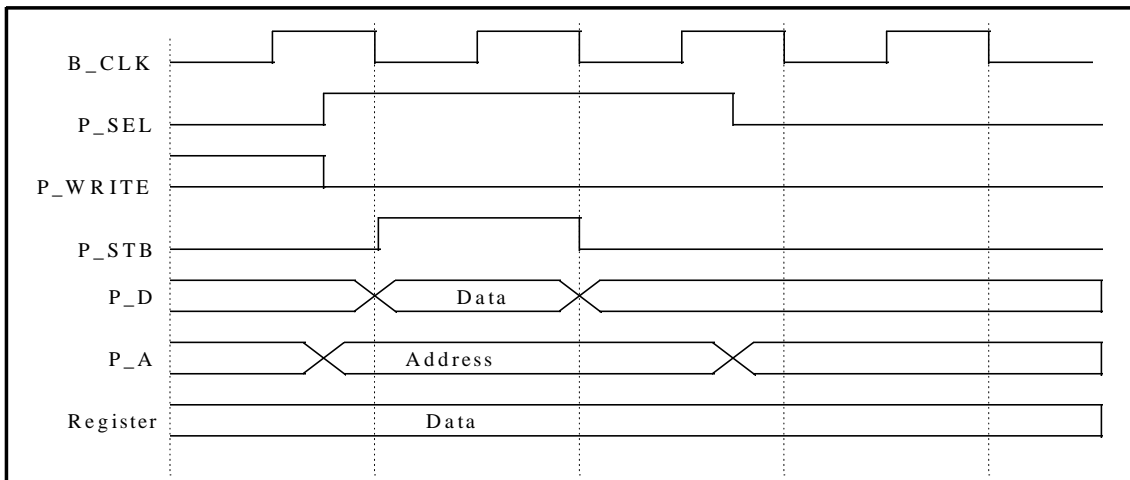 B_CLK
P_SEL
P_WRITE
P_STB
P_D Data
P_A Address
Register Data